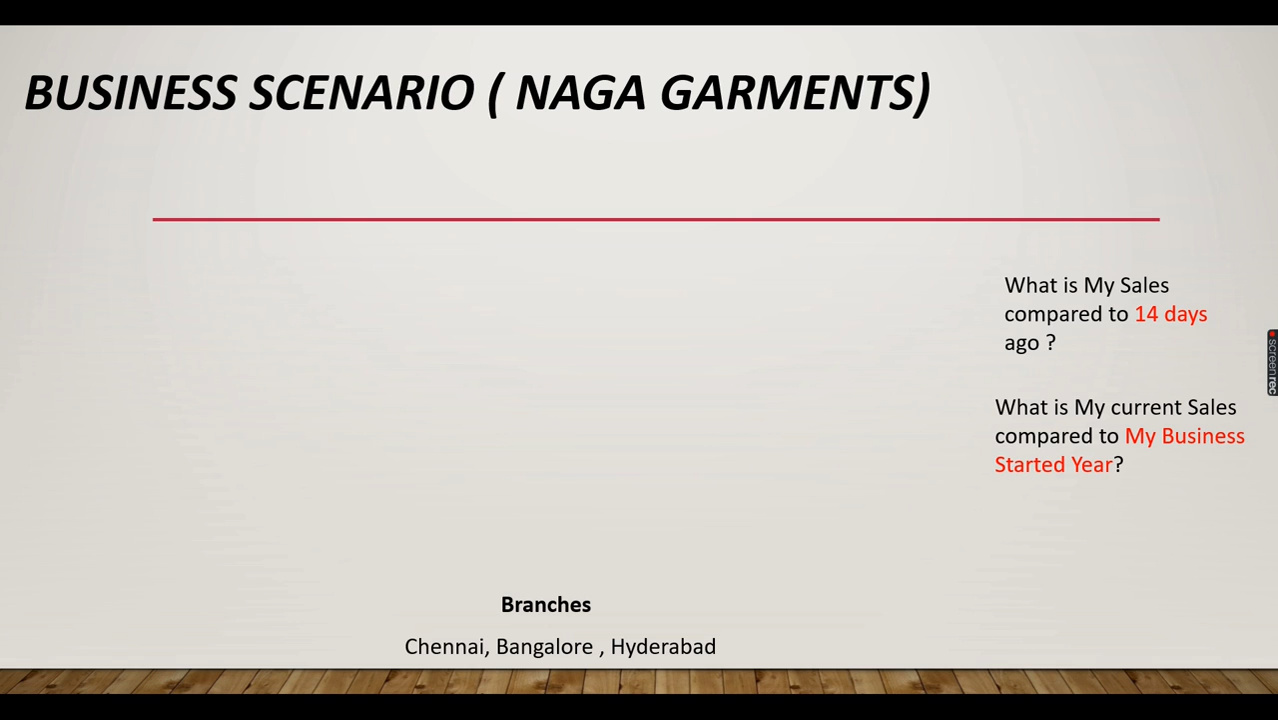 BUSINESS SCENARIO ( NAGA GARMENTS)
What is My Sales
compared to 14 days
ago ?
What is My current Sales
compared to My Business
Started Year?
Branches
Chennai, Bangalore , Hyderabad
screenrec